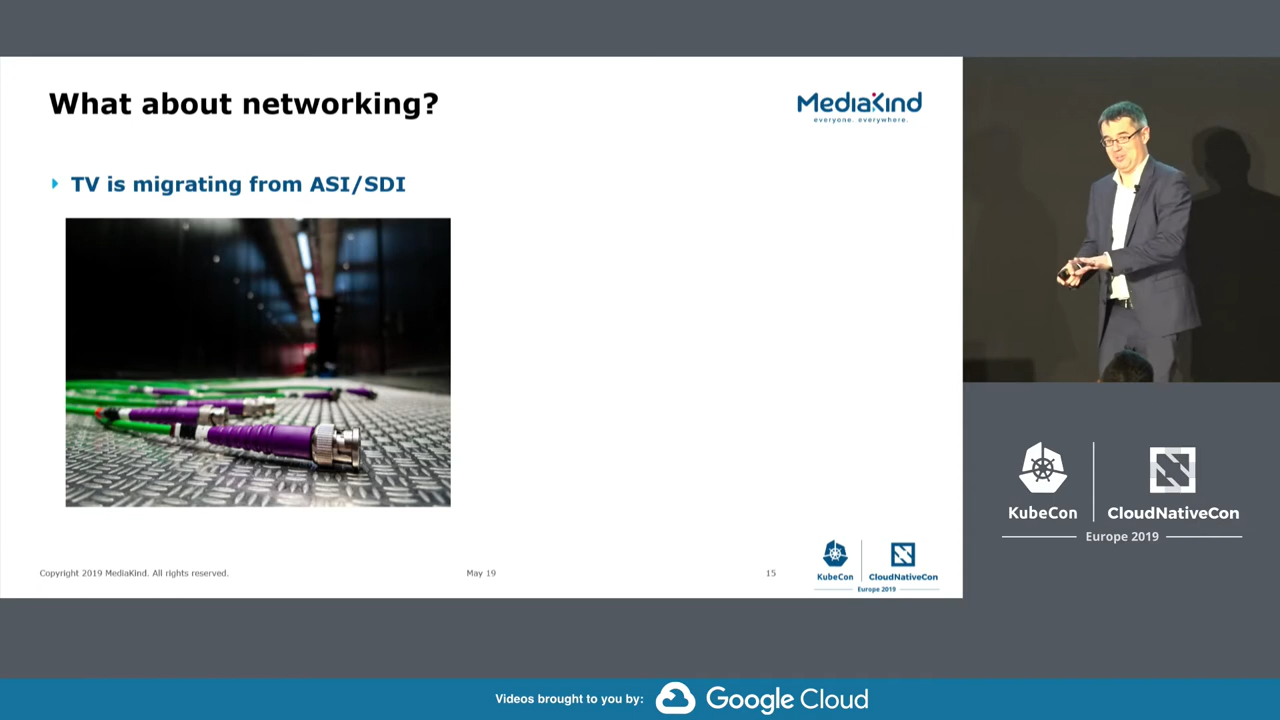 What about networking?
MediaKind
everyone. everywhere.
TV is migrating from ASI/SDI
Copyright 2019 MediaKind. All rights reserved.
May 19
15
KubeCon
CloudNativeCon
Europe 2019
KubeCon
CloudNativeCon
Europe 2019
Videos brought to you by:
Google Cloud